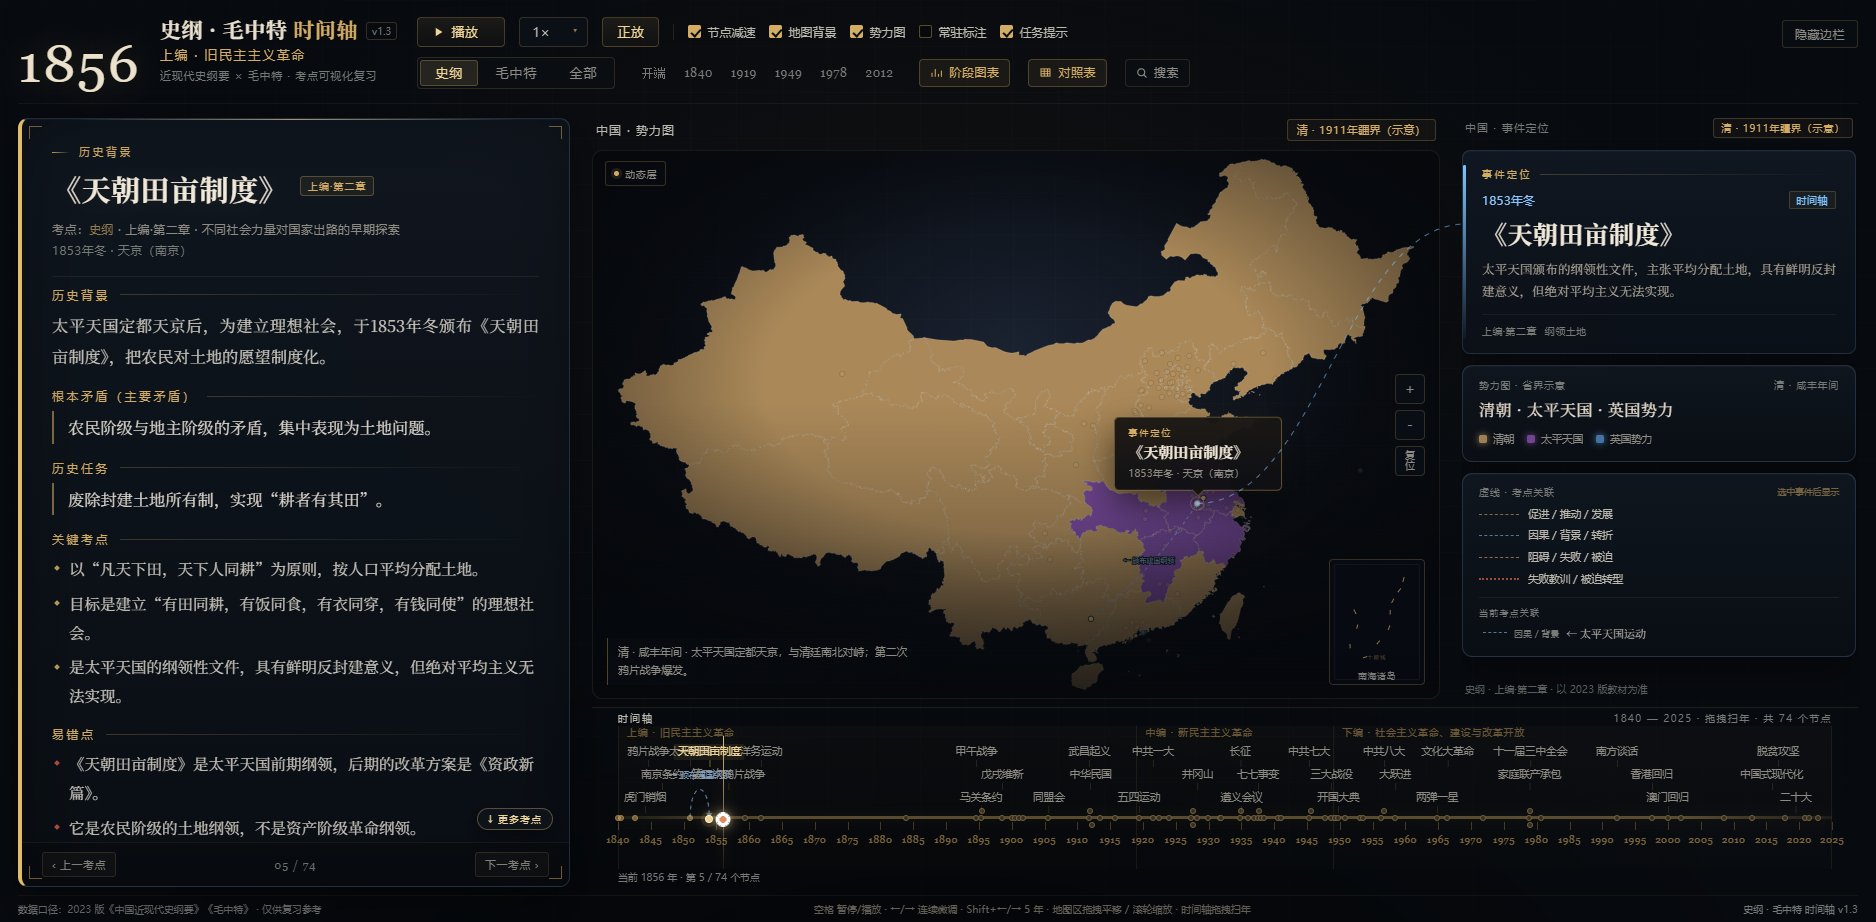 1856
史纲 · 毛中特 时间轴 v1.3
上编 · 旧民主主义革命
近现代史纲要 × 毛中特 · 考点可视化复习
播放 1× 正放 节点减速 地图背景 势力图 常驻标注 任务提示
隐藏边栏
史纲 毛中特 全部 开端 1840 1919 1949 1978 2012 阶段图表 对照表 搜索
历史背景
《天朝田亩制度》 上编·第二章
考点：史纲 · 上编·第二章 · 不同社会力量对国家出路的早期探索
1853年冬 · 天京（南京）
历史背景
太平天国定都天京后，为建立理想社会，于1853年冬颁布《天朝田
亩制度》，把农民对土地的愿望制度化。
根本矛盾（主要矛盾）
农民阶级与地主阶级的矛盾，集中表现为土地问题。
历史任务
废除封建土地所有制，实现“耕者有其田”。
关键考点
以“凡天下田，天下人同耕”为原则，按人口平均分配土地。
目标是建立“有田同耕，有饭同食，有衣同穿，有钱同使”的理想社
会。
是太平天国的纲领性文件，具有鲜明反封建意义，但绝对平均主义无
法实现。
易错点
《天朝田亩制度》是太平天国前期纲领，后期的改革方案是《资政新
篇》。
它是农民阶级的土地纲领，不是资产阶级革命纲领。
↓ 更多考点
‹ 上一考点 05 / 74 下一考点 ›
中国 · 势力图 清 · 1911年疆界（示意）
动态层
事件定位
《天朝田亩制度》
1853年冬 · 天京（南京）
+
-
复位
清 · 咸丰年间 · 太平天国定都天京，与清廷南北对峙；第二次
鸦片战争爆发。
南海诸岛
中国 · 事件定位 清 · 1911年疆界（示意）
事件定位
1853年冬 时间轴
《天朝田亩制度》
太平天国颁布的纲领性文件，主张平均分配土地，具有鲜明反封
建意义，但绝对平均主义无法实现。
上编·第二章 纲领土地
势力图 · 省界示意 清 · 咸丰年间
清朝 · 太平天国 · 英国势力
清朝 太平天国 英国势力
虚线 · 考点关联 选中事件后显示
促进 / 推动 / 发展
因果 / 背景 / 转折
阻碍 / 失败 / 被迫
失败教训 / 被迫转型
当前考点关联
因果 / 背景 ← 太平天国运动
史纲 · 上编·第二章 · 以 2023 版教材为准
时间轴 1840 — 2025 · 拖拽扫年 · 共 74 个节点
上编 · 旧民主主义革命 中编 · 新民主主义革命 下编 · 社会主义革命、建设与改革开放
鸦片战争 天朝田亩制度 洋务运动 甲午战争 武昌起义 中共一大 长征 中共七大 中共八大 文化大革命 十一届三中全会 南方谈话 脱贫攻坚
南京条约 鸦片战争 戊戌维新 中华民国 井冈山 七七事变 三大战役 大跃进 家庭联产承包 香港回归 中国式现代化
虎门销烟 马关条约 同盟会 五四运动 遵义会议 开国大典 两弹一星 澳门回归 二十大
1840 1845 1850 1855 1860 1865 1870 1875 1880 1885 1890 1895 1900 1905 1910 1915 1920 1925 1930 1935 1940 1945 1950 1955 1960 1965 1970 1975 1980 1985 1990 1995 2000 2005 2010 2015 2020 2025
当前 1856 年 · 第 5 / 74 个节点
数据口径：2023 版《中国近现代史纲要》《毛中特》 · 仅供复习参考
空格 暂停/播放 · ←/→ 连续微调 · Shift+←/→ 5 年 · 地图区拖拽平移 / 滚轮缩放 · 时间轴拖拽扫年
史纲 · 毛中特 时间轴 v1.3